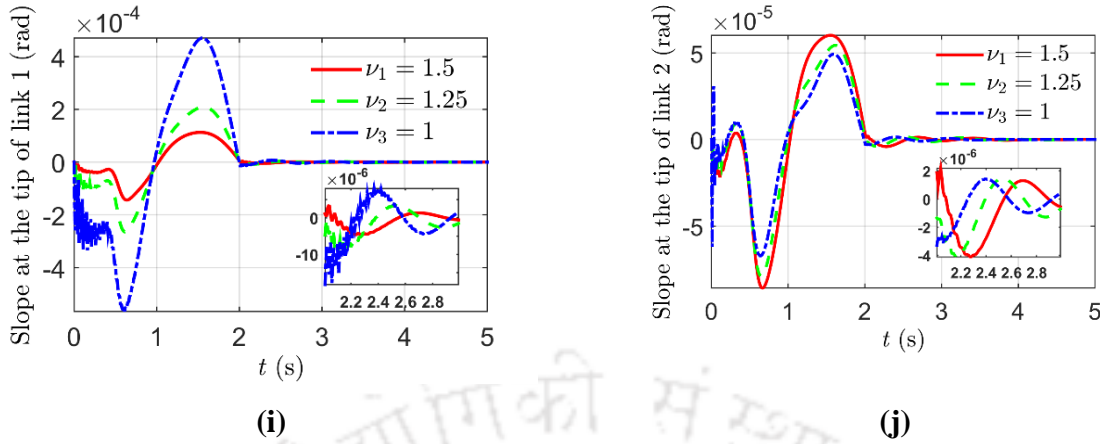 ×10⁻⁴
Slope at the tip of link 1 (rad)
4
2
0
-2
-4
0 1 2 3 4 5
t (s)
ν₁ = 1.5
ν₂ = 1.25
ν₃ = 1
×10⁻⁶
0
-10
2.2 2.4 2.6 2.8
(i)
×10⁻⁵
Slope at the tip of link 2 (rad)
5
0
-5
0 1 2 3 4 5
t (s)
ν₁ = 1.5
ν₂ = 1.25
ν₃ = 1
×10⁻⁶
2
0
-2
-4
2.2 2.4 2.6 2.8
(j)